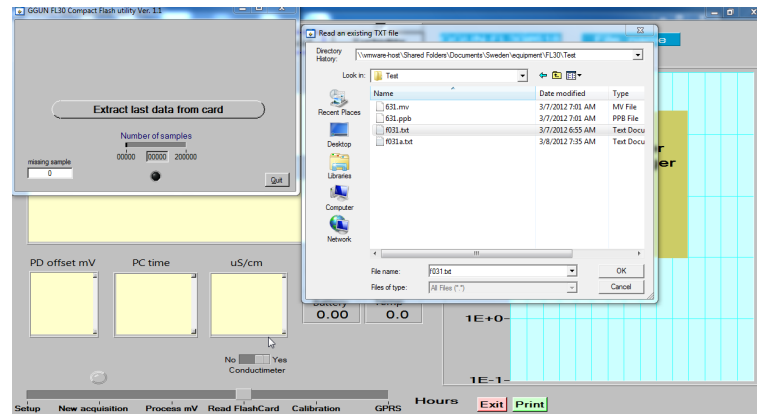 GGUN FL30 Compact Flash utility Ver. 1.1
Extract last data from card
Number of samples
00000 00000 200000
missing sample
0
Quit
Read an existing TXT file
Directory History: \\vmware-host\Shared Folders\Documents\Sweden\equipment\FL30\Test
Look in: Test
Name Date modified Type
631.mv 3/7/2012 7:01 AM MV File
631.ppb 3/7/2012 7:01 AM PPB File
f031.txt 3/7/2012 6:55 AM Text Docu
f031a.txt 3/8/2012 7:35 AM Text Docu
Recent Places
Desktop
Libraries
Computer
Network
File name: f031.txt OK
Files of type: All Files (*.*) Cancel
PD offset mV PC time uS/cm
0.00 0.0
1E+0-
No Yes
Conductimeter
1E-1-
Setup New acquisition Process mV Read FlashCard Calibration GPRS
Hours Exit Print